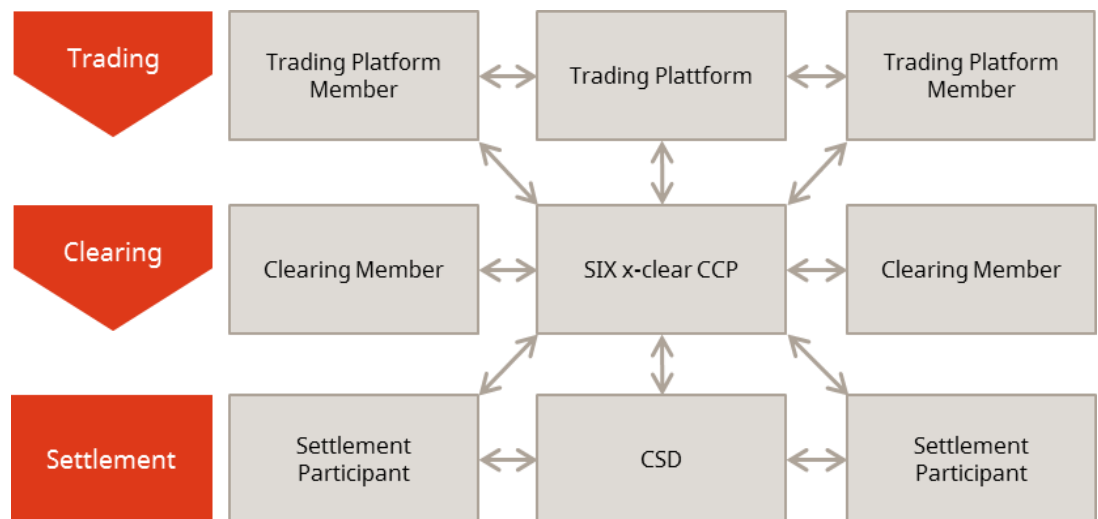 Trading
Trading Platform
Member
Trading Plattform
Trading Platform
Member
Clearing
Clearing Member
SIX x-clear CCP
Clearing Member
Settlement
Settlement
Participant
CSD
Settlement
Participant